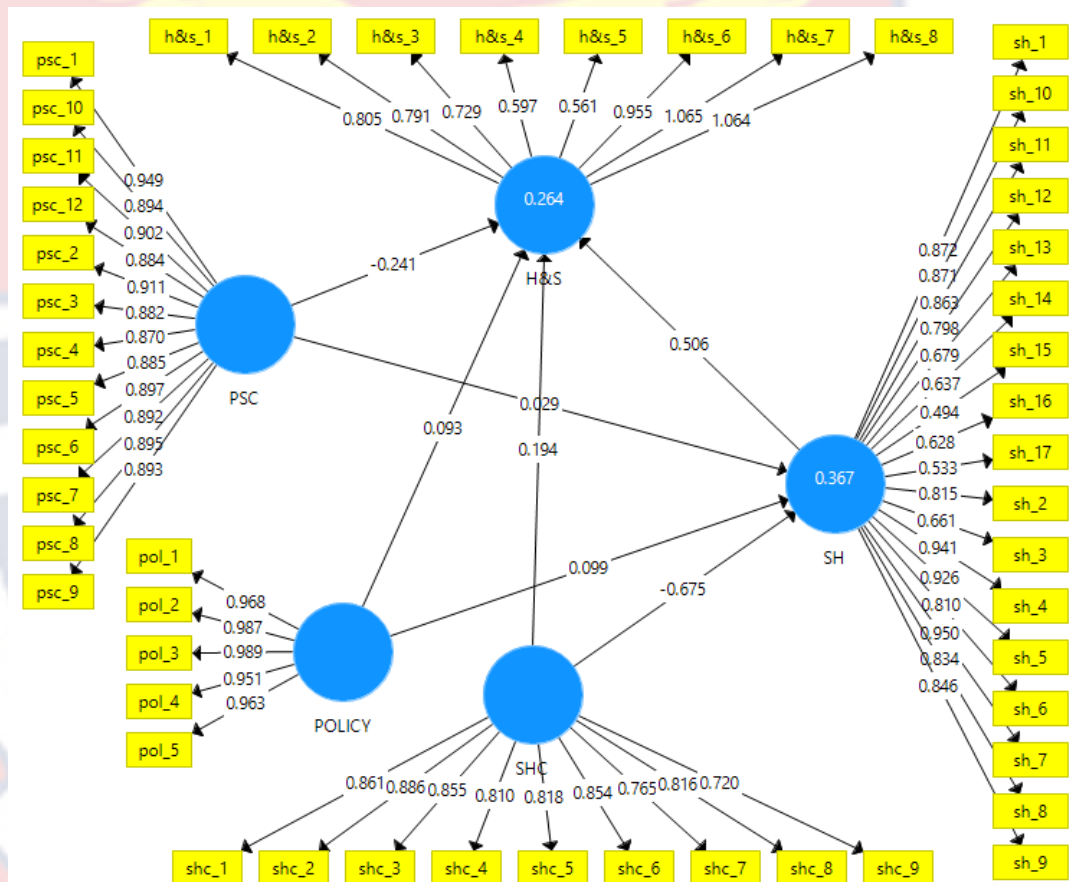 h&s_1 h&s_2 h&s_3 h&s_4 h&s_5 h&s_6 h&s_7 h&s_8
0.805 0.791 0.729 0.597 0.561 0.955 1.065 1.064
psc_1
psc_10
psc_11
psc_12
psc_2
psc_3
psc_4
psc_5
psc_6
psc_7
psc_8
psc_9
0.949
0.894
0.902
0.884
0.911
0.882
0.870
0.885
0.897
0.892
0.895
0.893
PSC
0.264
H&S
-0.241
0.506
0.029
0.093
0.194
0.099
-0.675
0.367
SH
sh_1
sh_10
sh_11
sh_12
sh_13
sh_14
sh_15
sh_16
sh_17
sh_2
sh_3
sh_4
sh_5
sh_6
sh_7
sh_8
sh_9
0.872
0.871
0.863
0.798
0.679
0.637
0.494
0.628
0.533
0.815
0.661
0.941
0.926
0.810
0.950
0.834
0.846
pol_1
pol_2
pol_3
pol_4
pol_5
0.968
0.987
0.989
0.951
0.963
POLICY
SHC
0.861 0.886 0.855 0.810 0.818 0.854 0.765 0.816 0.720
shc_1 shc_2 shc_3 shc_4 shc_5 shc_6 shc_7 shc_8 shc_9